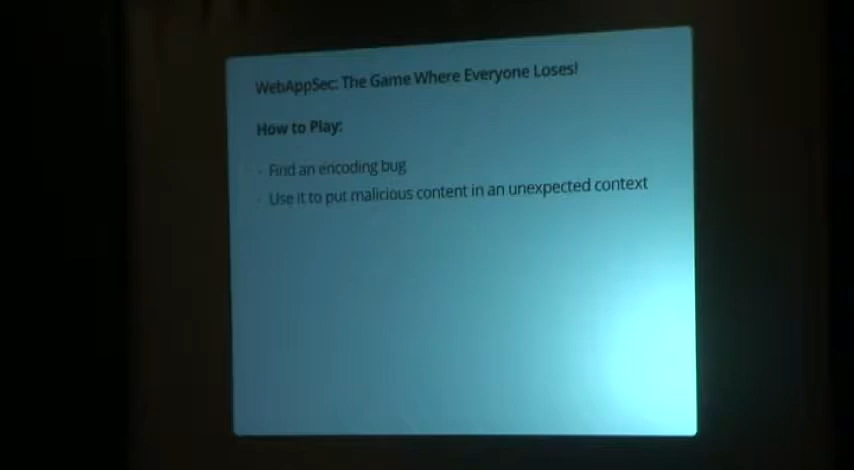 WebAppSec: The Game Where Everyone Loses!
How to Play:
· Find an encoding bug
· Use it to put malicious content in an unexpected context